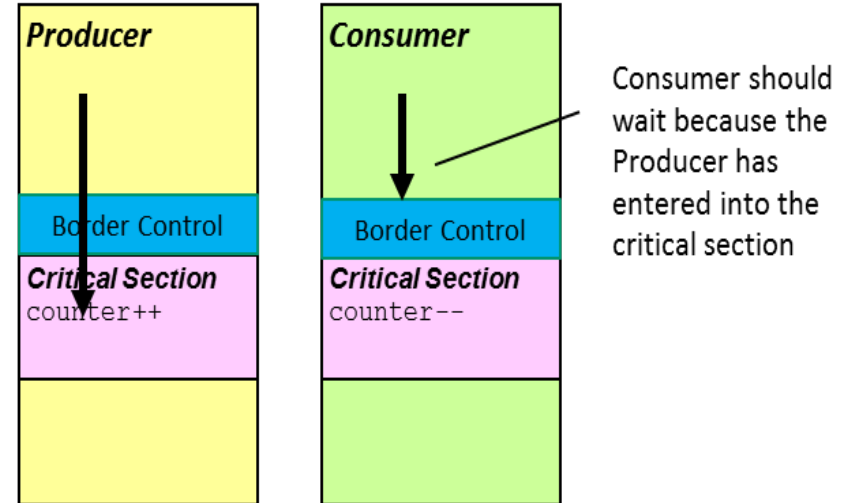 Producer
Border Control
Critical Section
counter++
Consumer
Border Control
Critical Section
counter--
Consumer should
wait because the
Producer has
entered into the
critical section